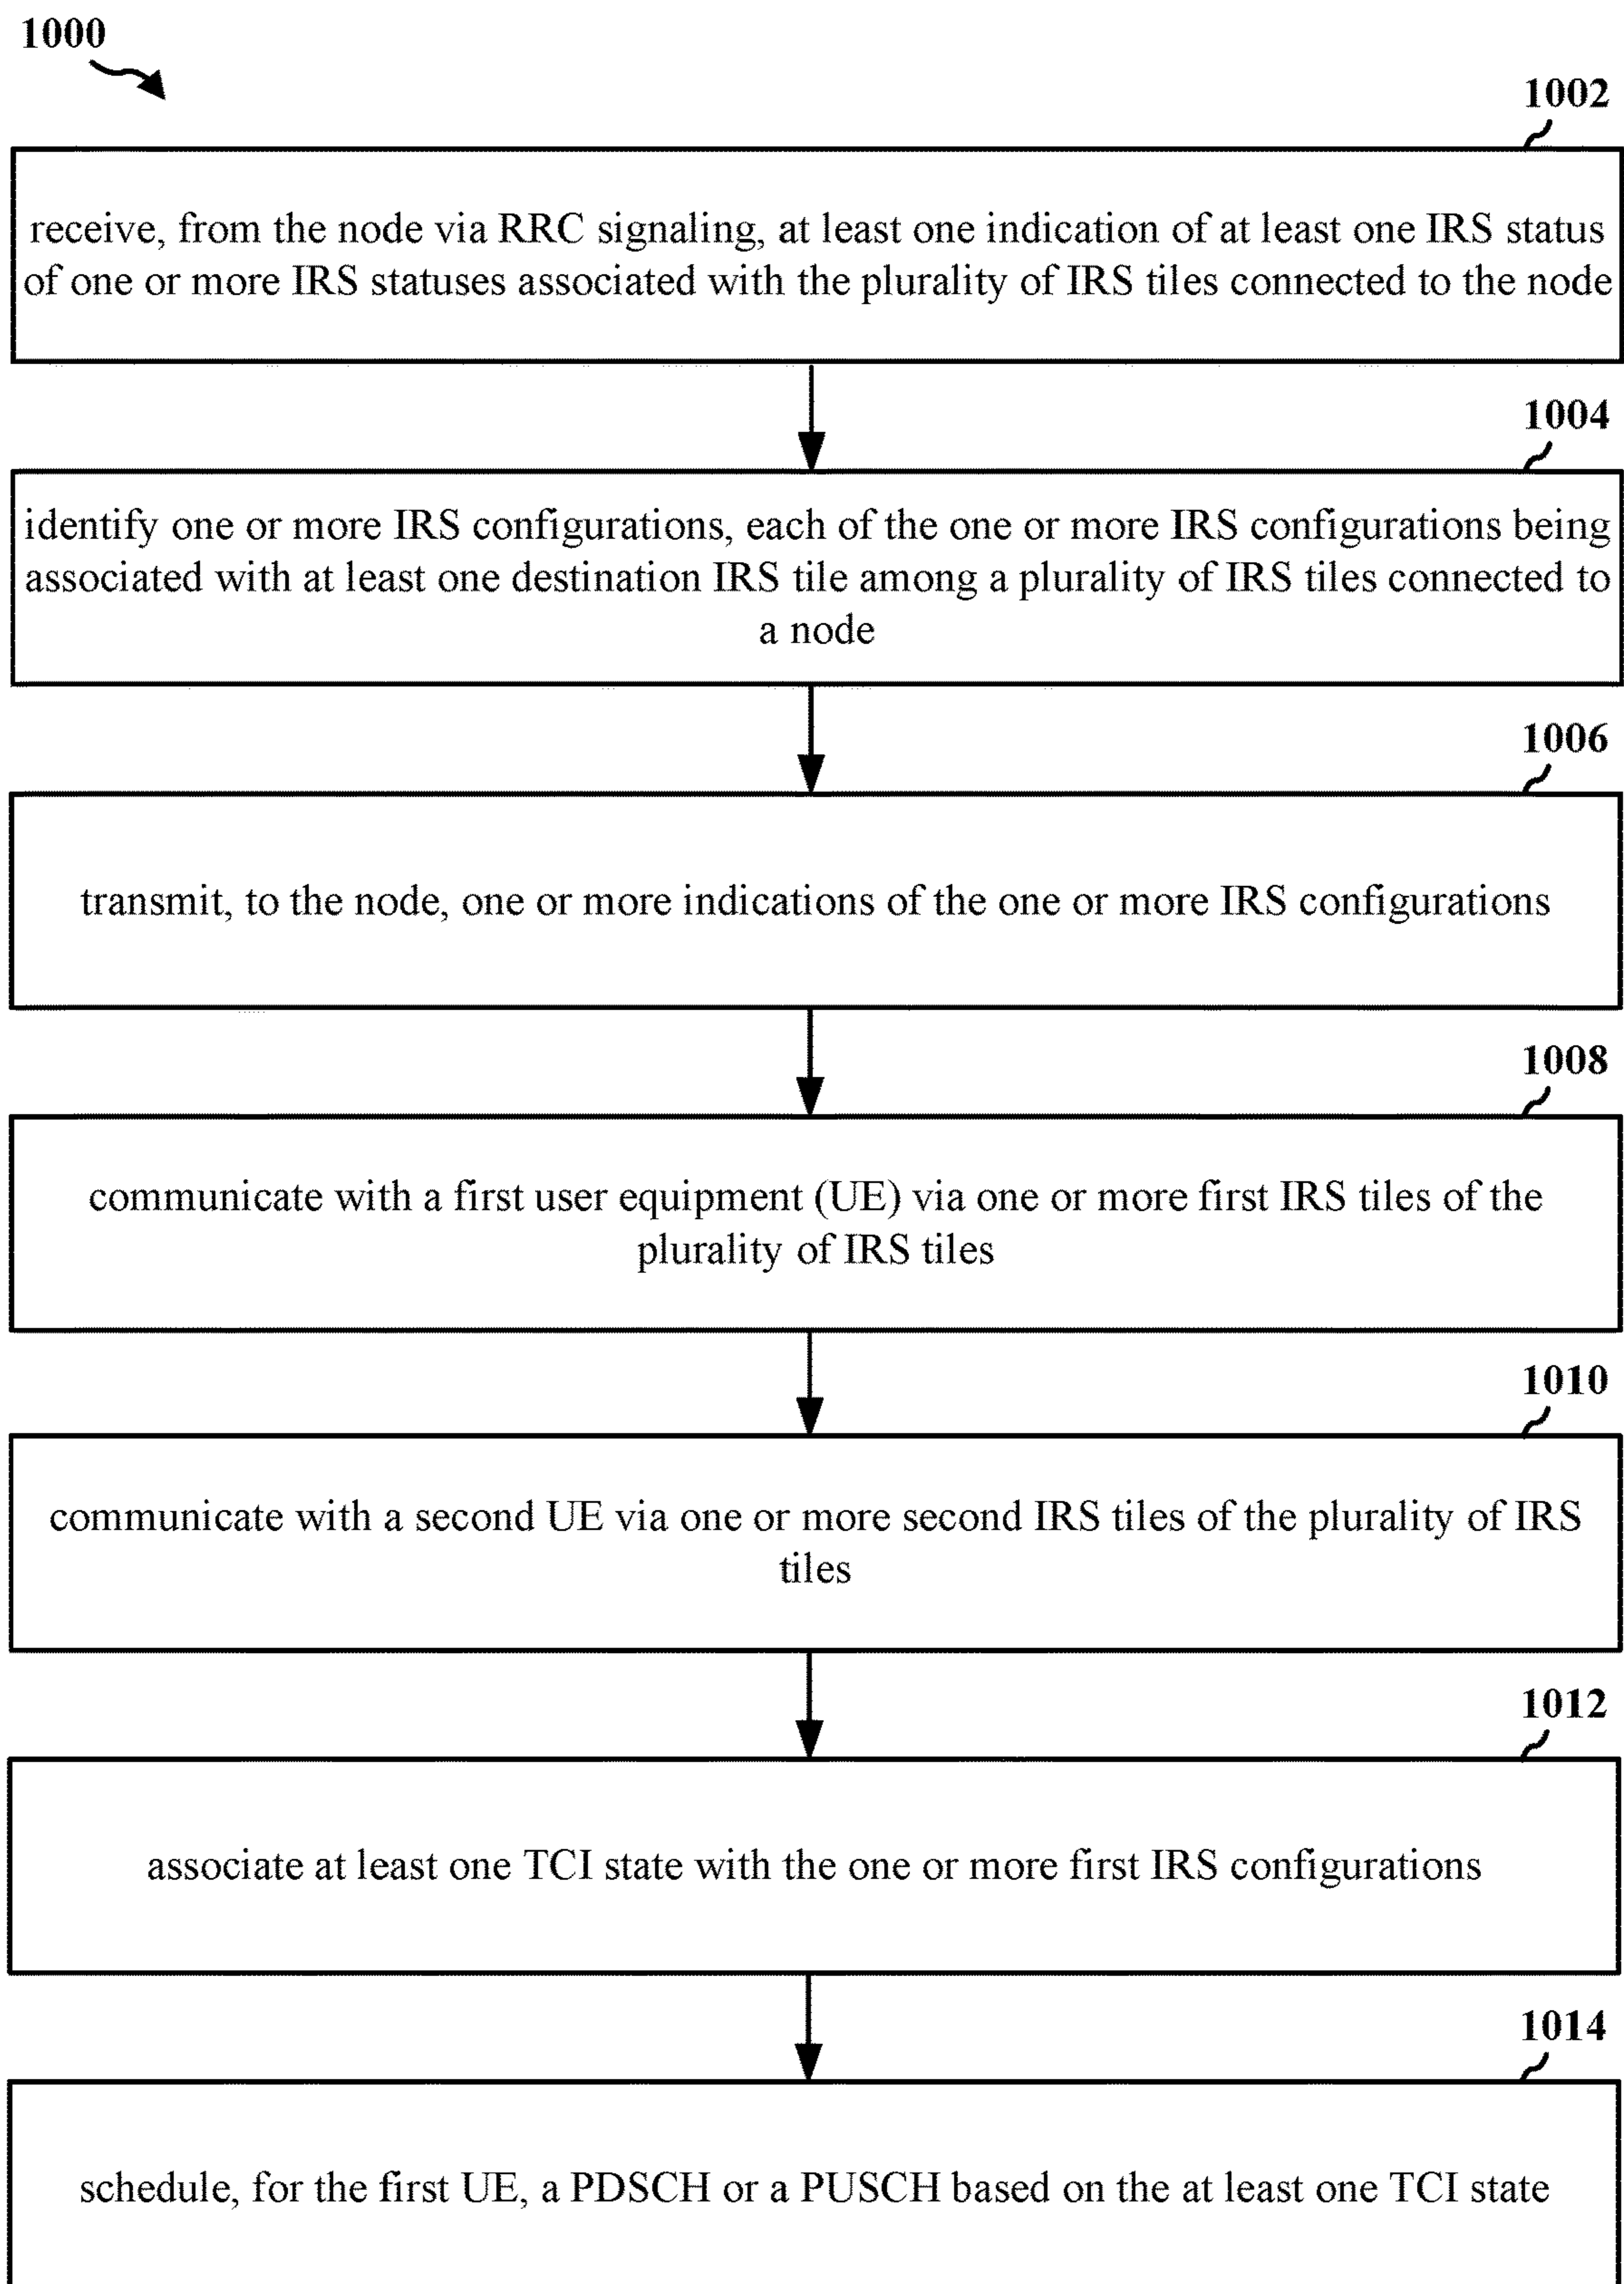 1000
1002
receive, from the node via RRC signaling, at least one indication of at least one IRS status
of one or more IRS statuses associated with the plurality of IRS tiles connected to the node
1004
identify one or more IRS configurations, each of the one or more IRS configurations being
associated with at least one destination IRS tile among a plurality of IRS tiles connected to
a node
1006
transmit, to the node, one or more indications of the one or more IRS configurations
1008
communicate with a first user equipment (UE) via one or more first IRS tiles of the
plurality of IRS tiles
1010
communicate with a second UE via one or more second IRS tiles of the plurality of IRS
tiles
1012
associate at least one TCI state with the one or more first IRS configurations
1014
schedule, for the first UE, a PDSCH or a PUSCH based on the at least one TCI state